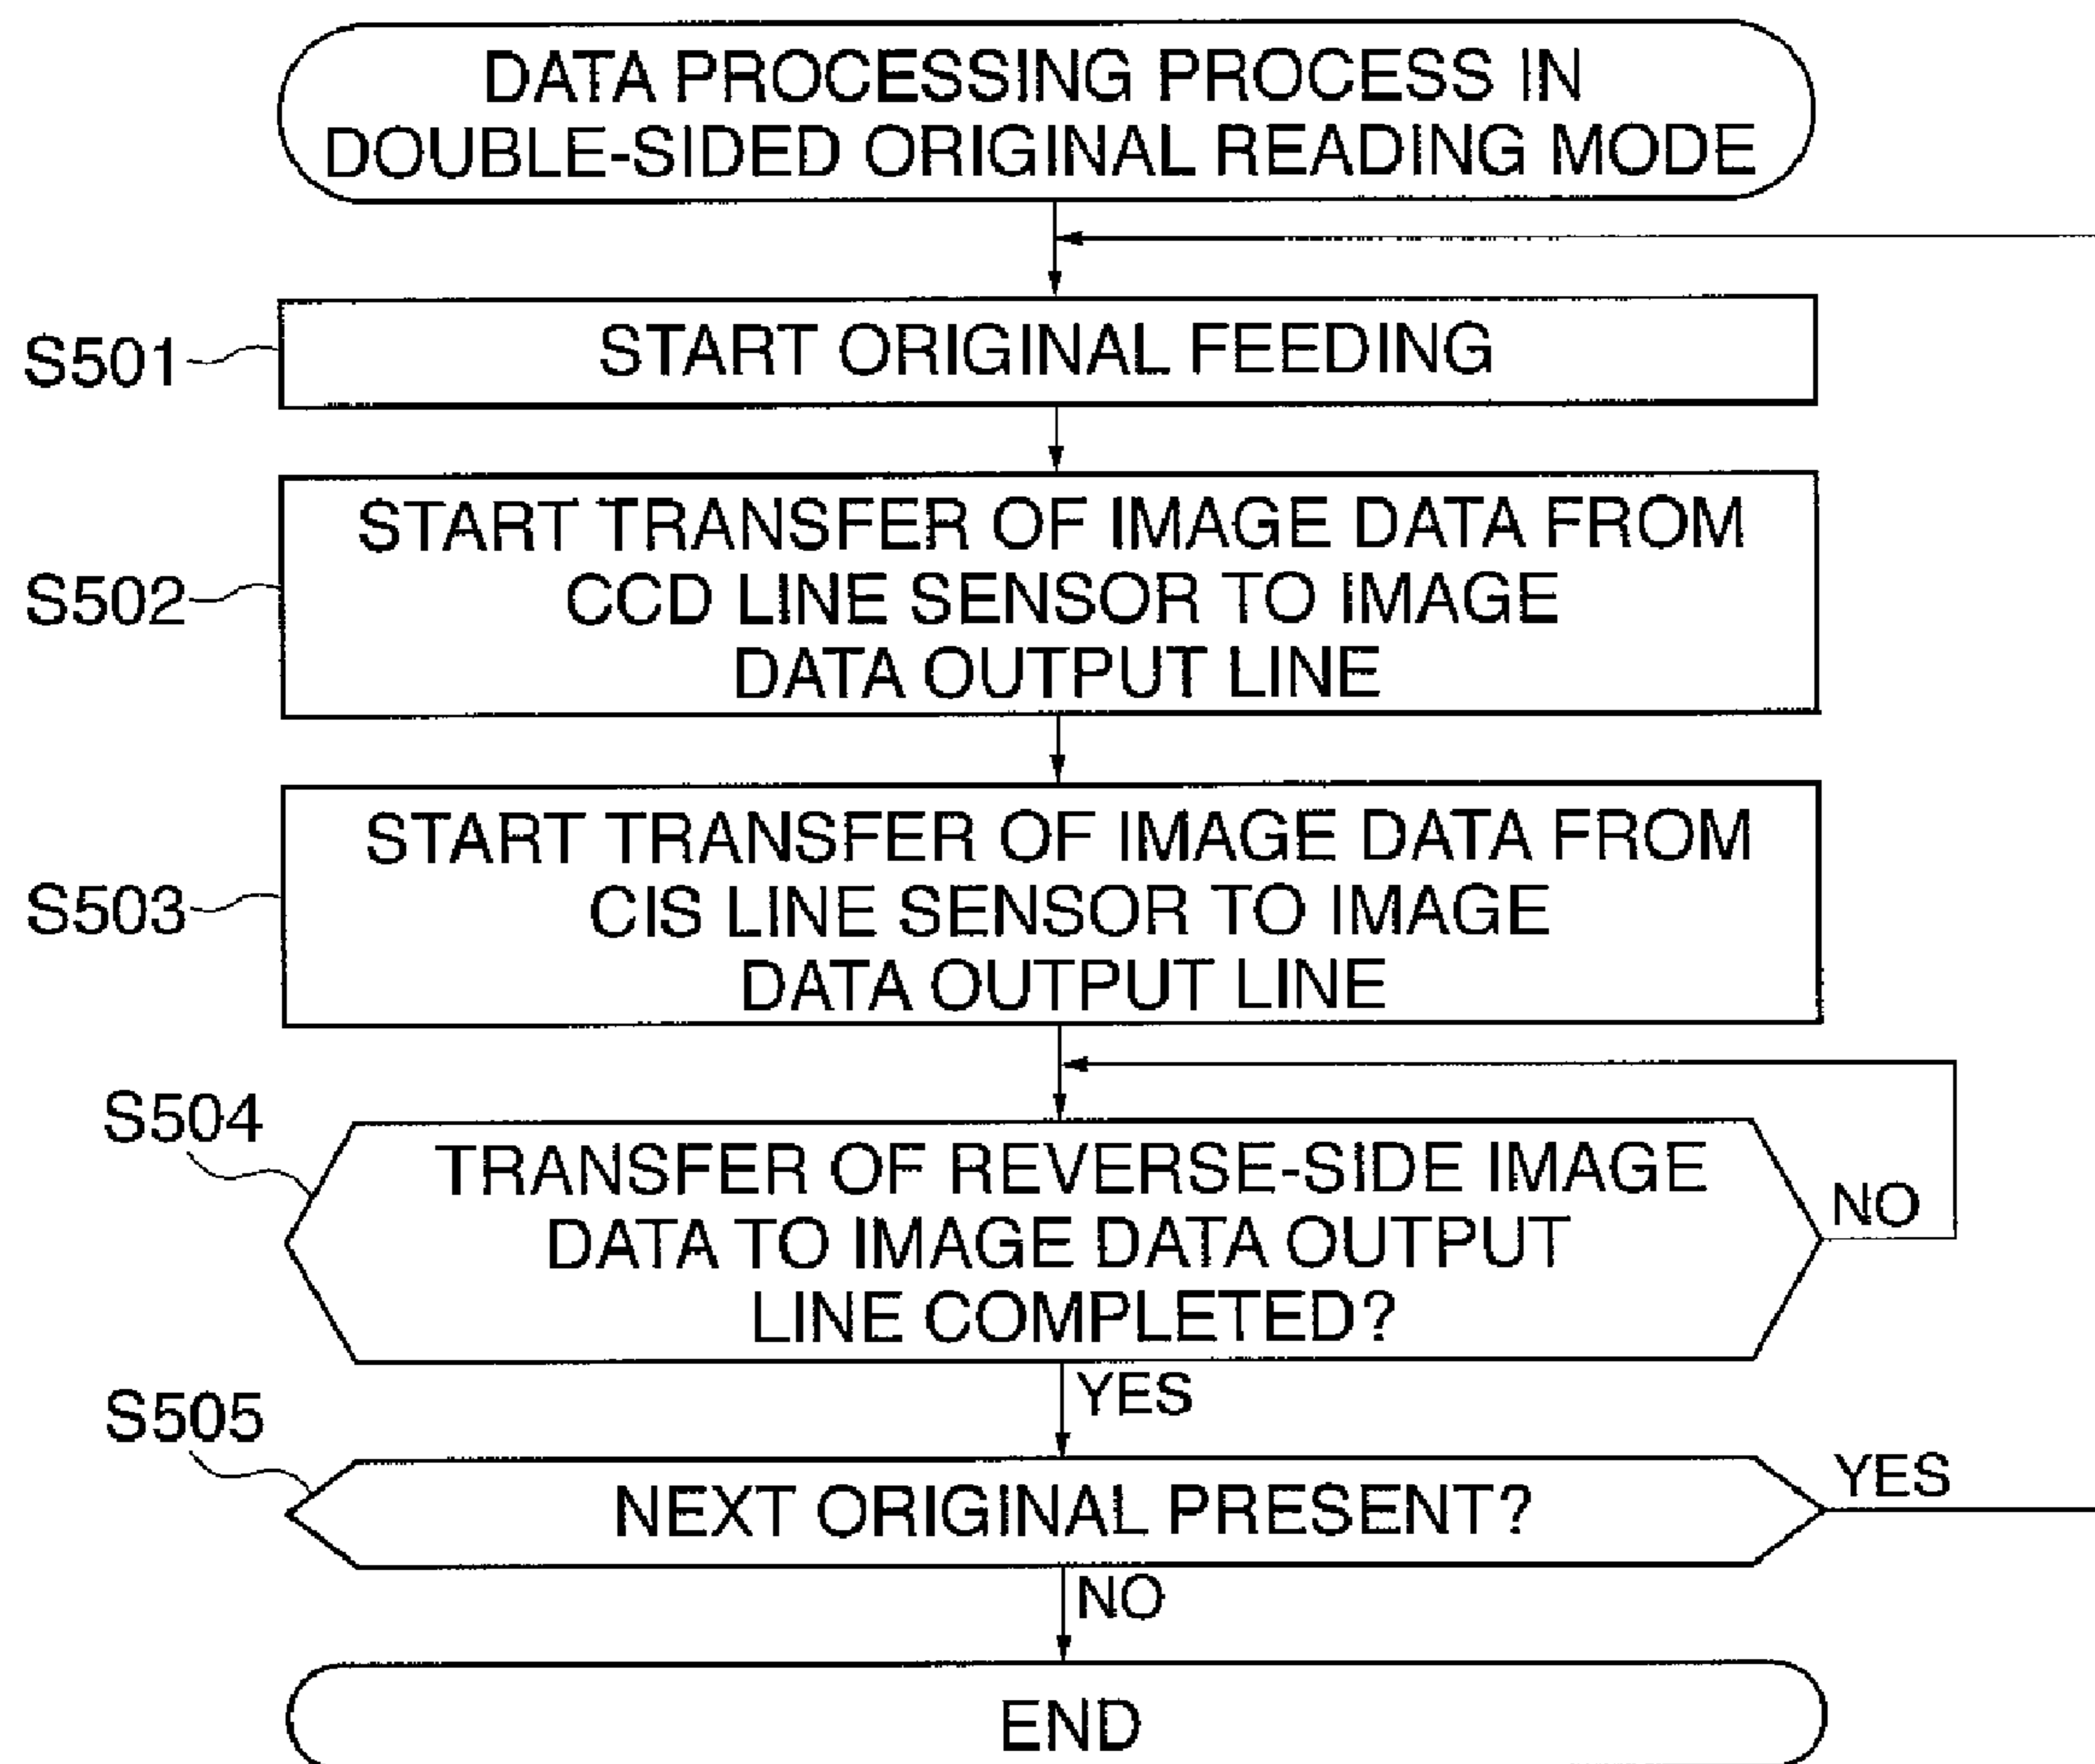 DATA PROCESSING PROCESS IN
DOUBLE-SIDED ORIGINAL READING MODE
S501
START ORIGINAL FEEDING
S502
START TRANSFER OF IMAGE DATA FROM
CCD LINE SENSOR TO IMAGE
DATA OUTPUT LINE
S503
START TRANSFER OF IMAGE DATA FROM
CIS LINE SENSOR TO IMAGE
DATA OUTPUT LINE
S504
TRANSFER OF REVERSE-SIDE IMAGE
DATA TO IMAGE DATA OUTPUT
LINE COMPLETED?
NO
YES
S505
NEXT ORIGINAL PRESENT?
YES
NO
END